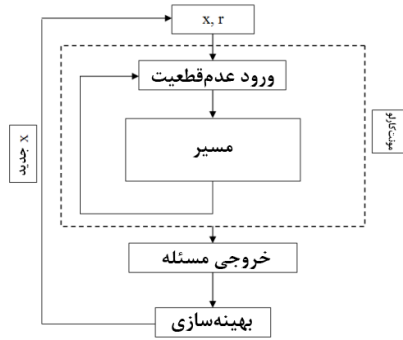 x, r
ورود عدم‌قطعیت
مسیر
مونت‌کارلو
x جدید
خروجی مسئله
بهینه‌سازی